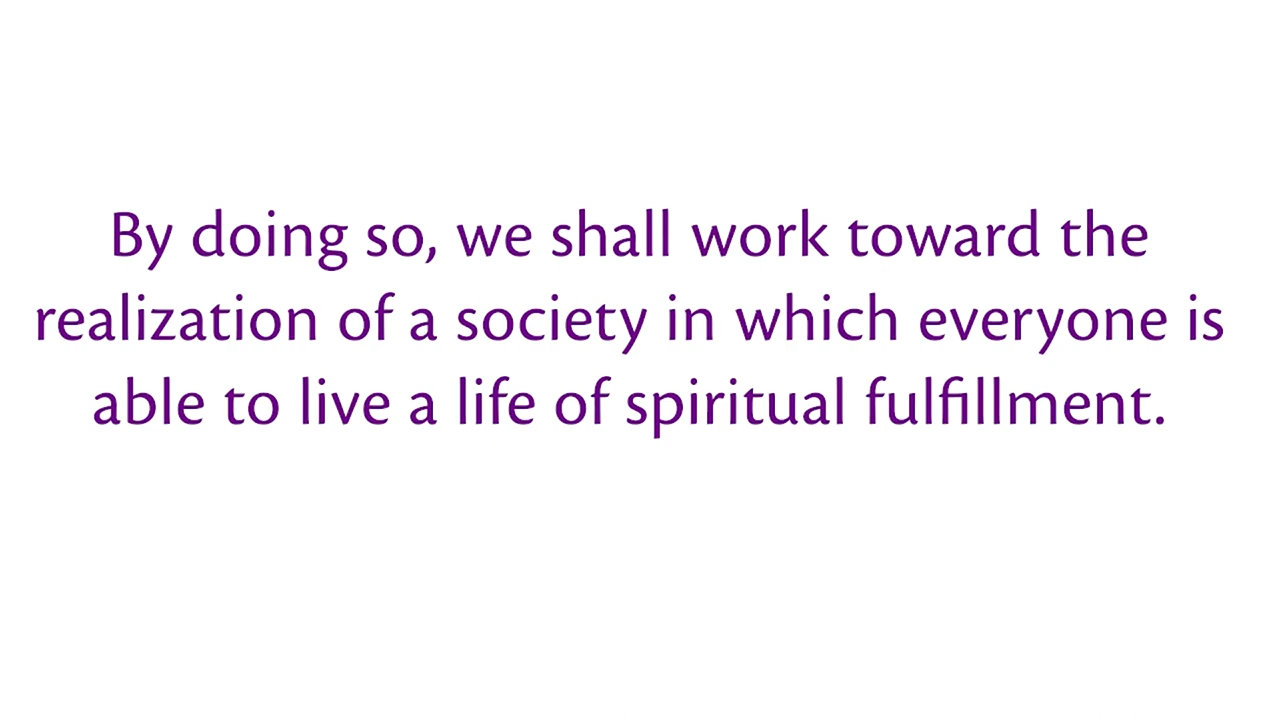 By doing so, we shall work toward the
realization of a society in which everyone is
able to live a life of spiritual fulfillment.